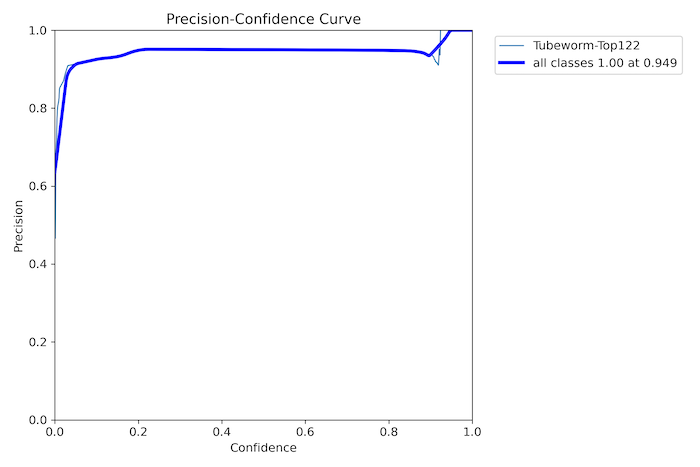 Precision-Confidence Curve
Tubeworm-Top122
all classes 1.00 at 0.949
Precision
1.0
0.8
0.6
0.4
0.2
0.0
0.0 0.2 0.4 0.6 0.8 1.0
Confidence